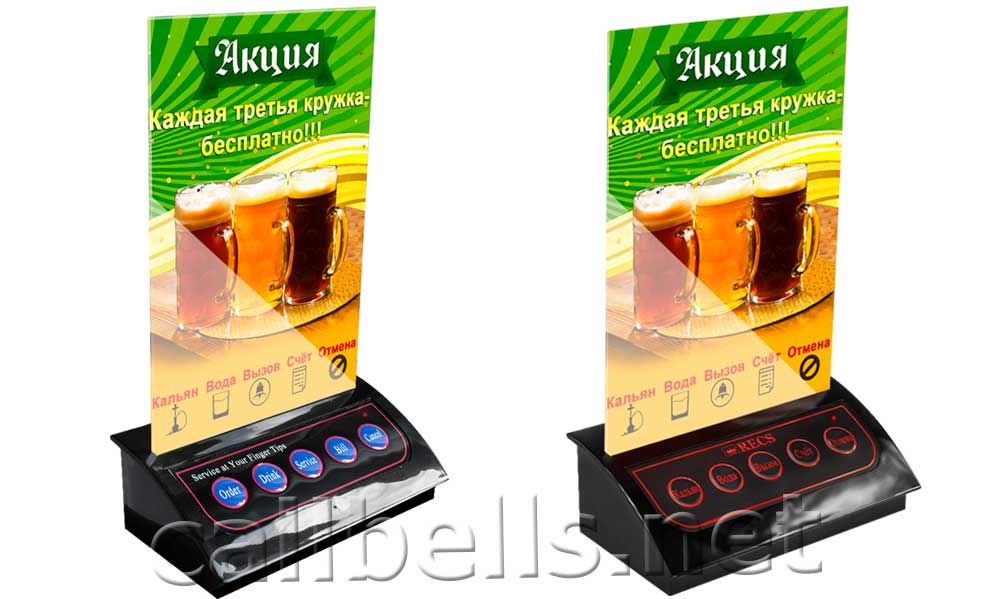 Акция
Каждая третья кружка-
бесплатно!!!
Кальян Вода Вызов Счёт Отмена
Service at Your Finger Tips
Order Drink Service Bill Cancel
Акция
Каждая третья кружка-
бесплатно!!!
Кальян Вода Вызов Счёт Отмена
RECS
Кальян Вода Вызов Счёт Отмена
callbells.net